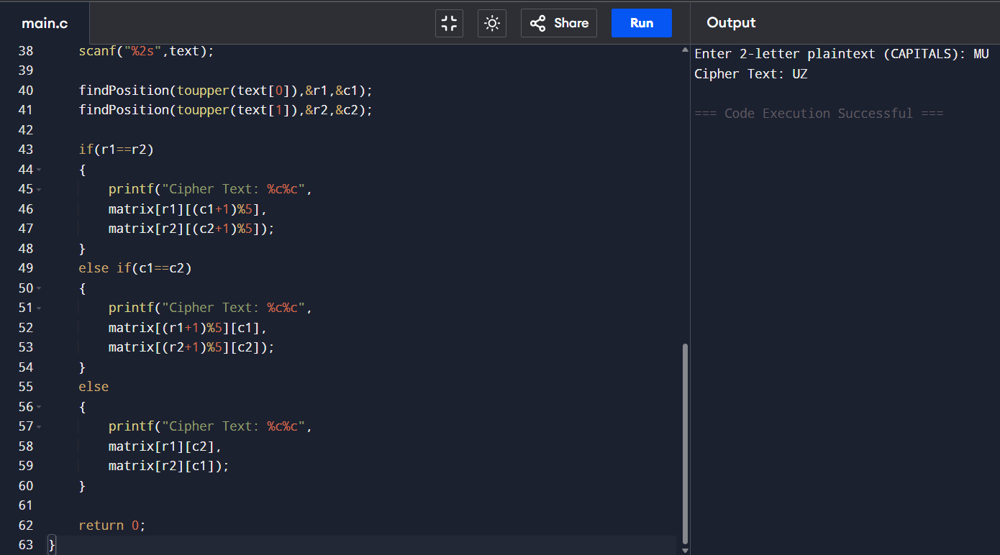 main.c
Share
Run
Output
38 scanf("%2s",text);
39
40 findPosition(toupper(text[0]),&r1,&c1);
41 findPosition(toupper(text[1]),&r2,&c2);
42
43 if(r1==r2)
44 {
45 printf("Cipher Text: %c%c",
46 matrix[r1][(c1+1)%5],
47 matrix[r2][(c2+1)%5]);
48 }
49 else if(c1==c2)
50 {
51 printf("Cipher Text: %c%c",
52 matrix[(r1+1)%5][c1],
53 matrix[(r2+1)%5][c2]);
54 }
55 else
56 {
57 printf("Cipher Text: %c%c",
58 matrix[r1][c2],
59 matrix[r2][c1]);
60 }
61
62 return 0;
63 }
Enter 2-letter plaintext (CAPITALS): MU
Cipher Text: UZ
=== Code Execution Successful ===